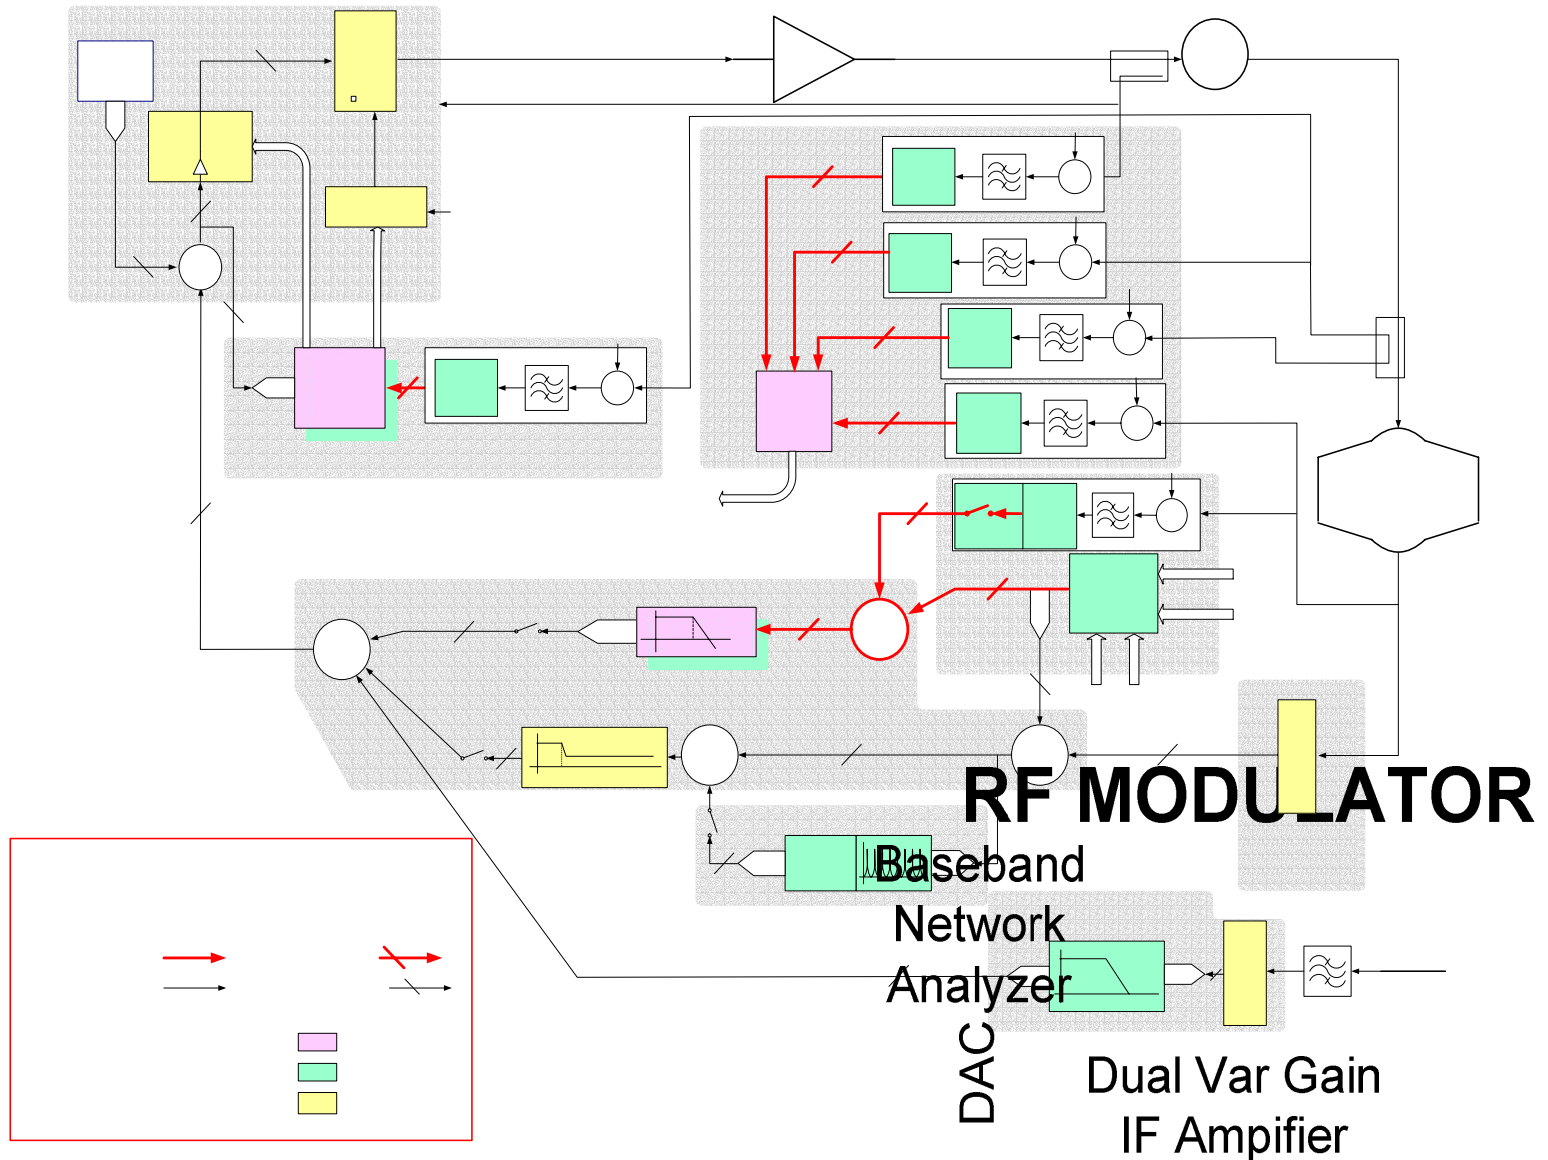 RF MODULATOR
Baseband
Network
Analyzer
DAC
Dual Var Gain
IF Ampifier